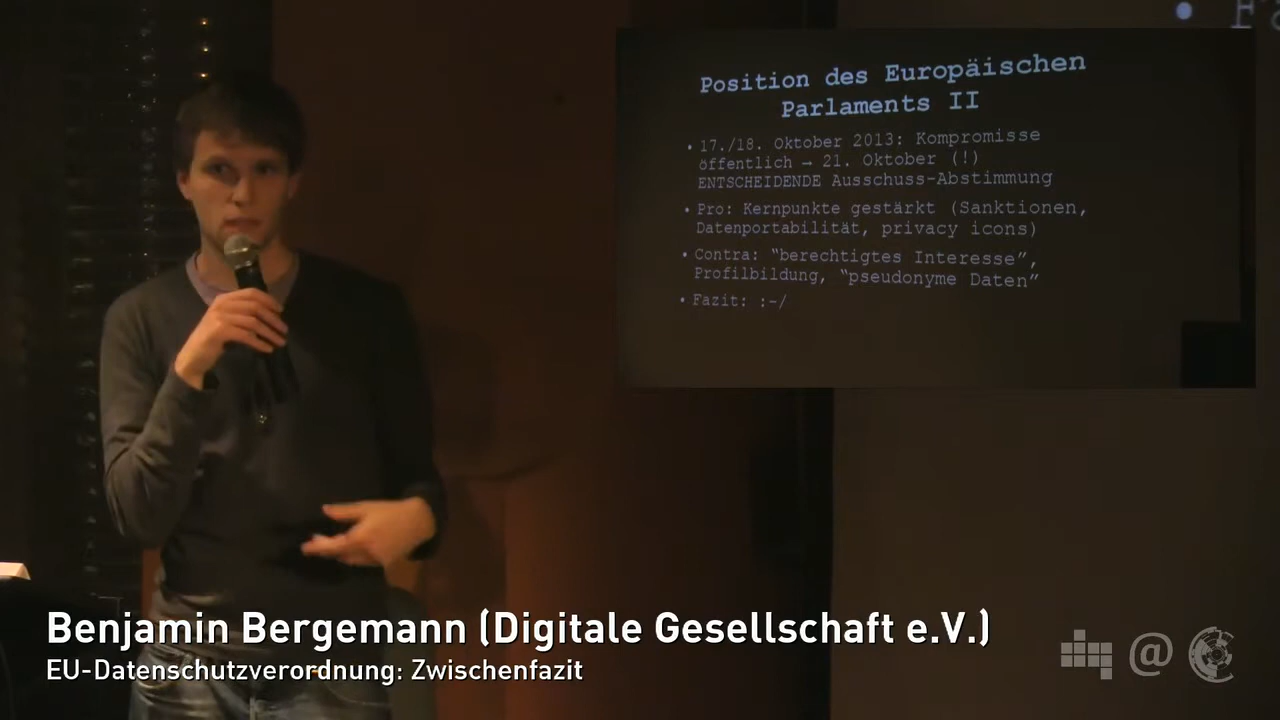 Position des Europäischen
Parlaments II
• 17./18. Oktober 2013: Kompromisse
öffentlich → 21. Oktober (!)
ENTSCHEIDENDE Ausschuss-Abstimmung
• Pro: Kernpunkte gestärkt (Sanktionen,
Datenportabilität, privacy icons)
• Contra: “berechtigtes Interesse”,
Profilbildung, “pseudonyme Daten”
• Fazit: :-/
Benjamin Bergemann (Digitale Gesellschaft e.V.)
EU-Datenschutzverordnung: Zwischenfazit
@